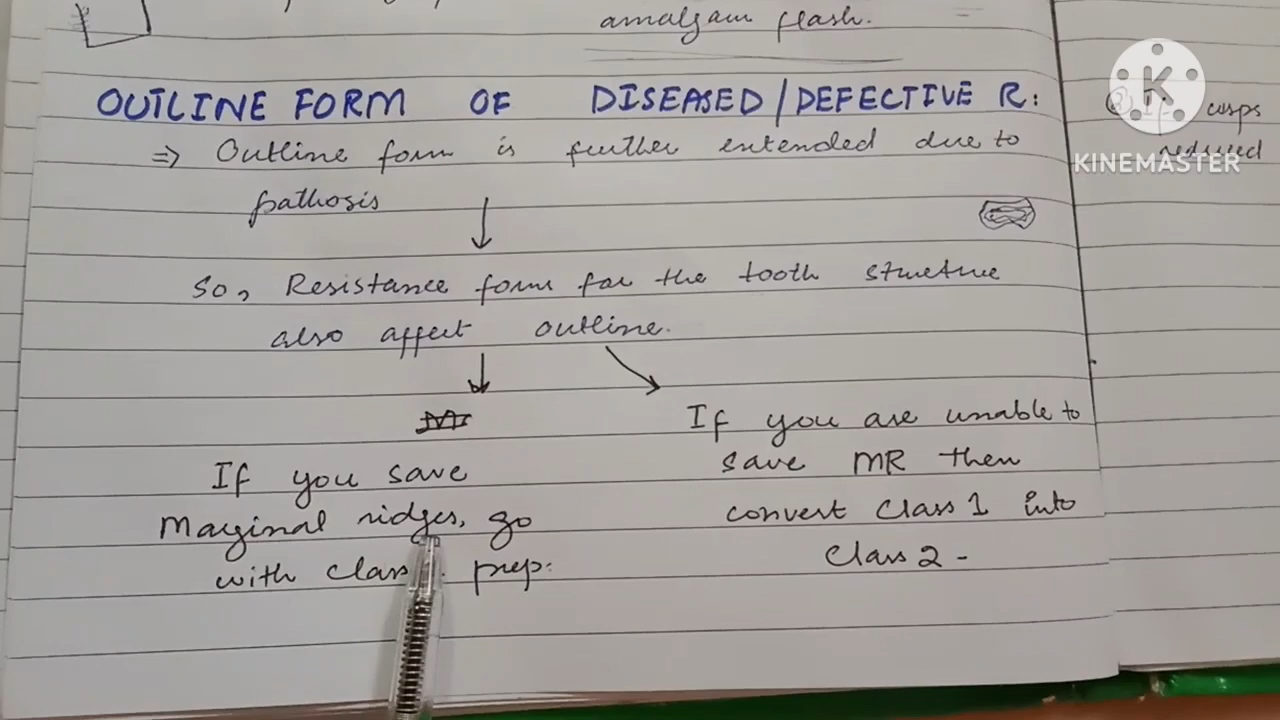 amalgam flash.
OUTLINE FORM OF DISEASED/DEFECTIVE R:
⇒ Outline form is further extended due to
pathosis
So, Resistance form for the tooth structure
also affect outline.
If you save
Marginal ridges, go
with class prep.
If you are unable to
save MR then
convert Class 1 into
Class 2 -
cusps
reduced
KINEMASTER